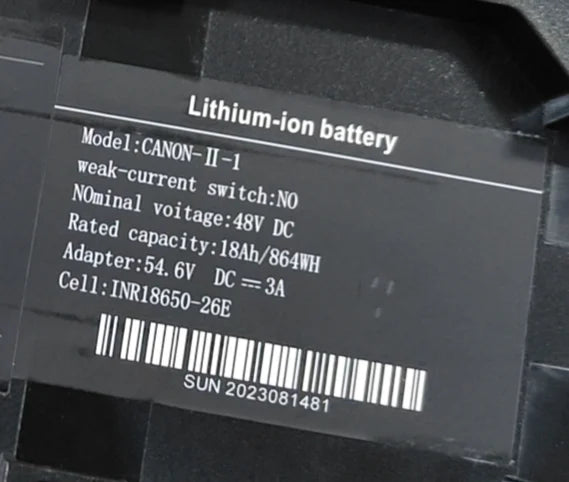 Lithium-ion battery
Model:CANON-Ⅱ-1
weak-current switch:NO
NOminal voitage:48V DC
Rated capacity:18Ah/864WH
Adapter:54.6V DC⎓3A
Cell:INR18650-26E
SUN 2023081481